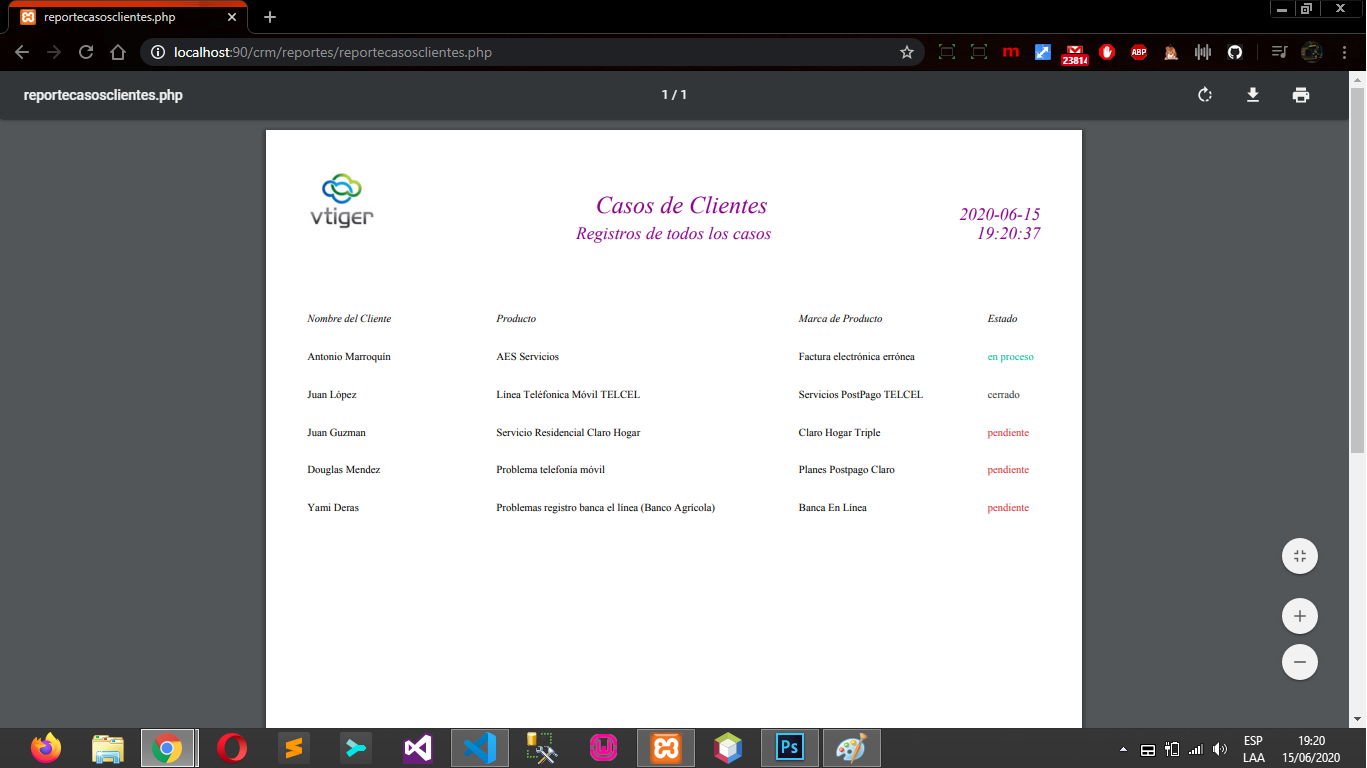 reportecasosclientes.php
localhost:90/crm/reportes/reportecasosclientes.php
m
23814
ABP
reportecasosclientes.php
1 / 1
vtiger
Casos de Clientes
Registros de todos los casos
2020-06-15
19:20:37
Nombre del Cliente Producto Marca de Producto Estado
Antonio Marroquín AES Servicios Factura electrónica errónea en proceso
Juan López Línea Teléfonica Móvil TELCEL Servicios PostPago TELCEL cerrado
Juan Guzman Servicio Residencial Claro Hogar Claro Hogar Triple pendiente
Douglas Mendez Problema telefonía móvil Planes Postpago Claro pendiente
Yami Deras Problemas registro banca el línea (Banco Agrícola) Banca En Línea pendiente
Ps
ESP
LAA
19:20
15/06/2020